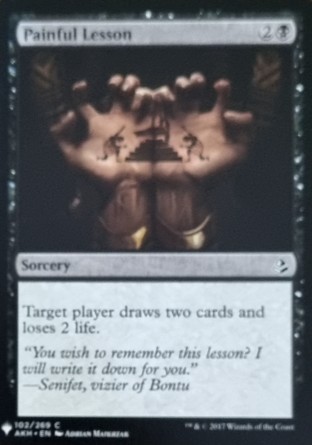 Painful Lesson 2
Sorcery
Target player draws two cards and
loses 2 life.
"You wish to remember this lesson? I
will write it down for you."
—Senifet, vizier of Bontu
102/269 C
AKH • EN Adrian Majkrzak
™ & © 2017 Wizards of the Coast